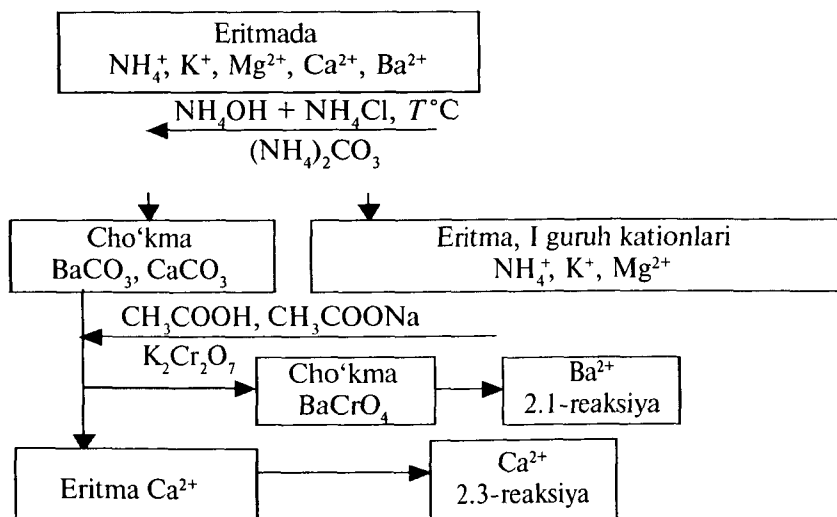 Eritmada
NH₄⁺, K⁺, Mg²⁺, Ca²⁺, Ba²⁺
NH₄OH + NH₄Cl, T°C
(NH₄)₂CO₃
Cho‘kma
BaCO₃, CaCO₃
Eritma, I guruh kationlari
NH₄⁺, K⁺, Mg²⁺
CH₃COOH, CH₃COONa
K₂Cr₂O₇
Cho‘kma
BaCrO₄
Ba²⁺
2.1-reaksiya
Eritma Ca²⁺
Ca²⁺
2.3-reaksiya